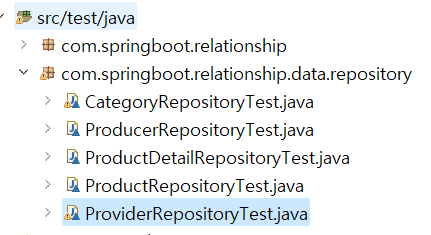 src/test/java
com.springboot.relationship
com.springboot.relationship.data.repository
CategoryRepositoryTest.java
ProducerRepositoryTest.java
ProductDetailRepositoryTest.java
ProductRepositoryTest.java
ProviderRepositoryTest.java